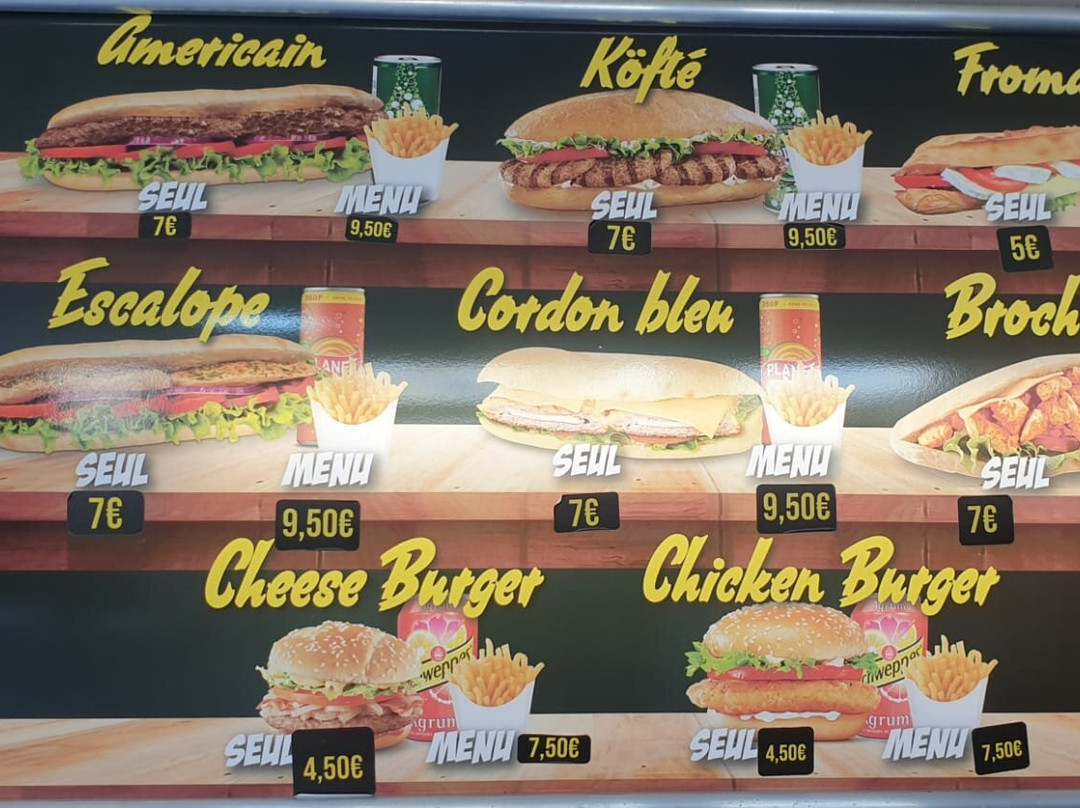 Americain
Köfté
SEUL
7€
MENU
9,50€
SEUL
7€
MENU
9,50€
SEUL
5€
Escalope
Cordon bleu
SEUL
7€
MENU
9,50€
SEUL
7€
MENU
9,50€
SEUL
7€
Cheese Burger
Chicken Burger
SEUL
4,50€
MENU
7,50€
SEUL
4,50€
MENU
7,50€